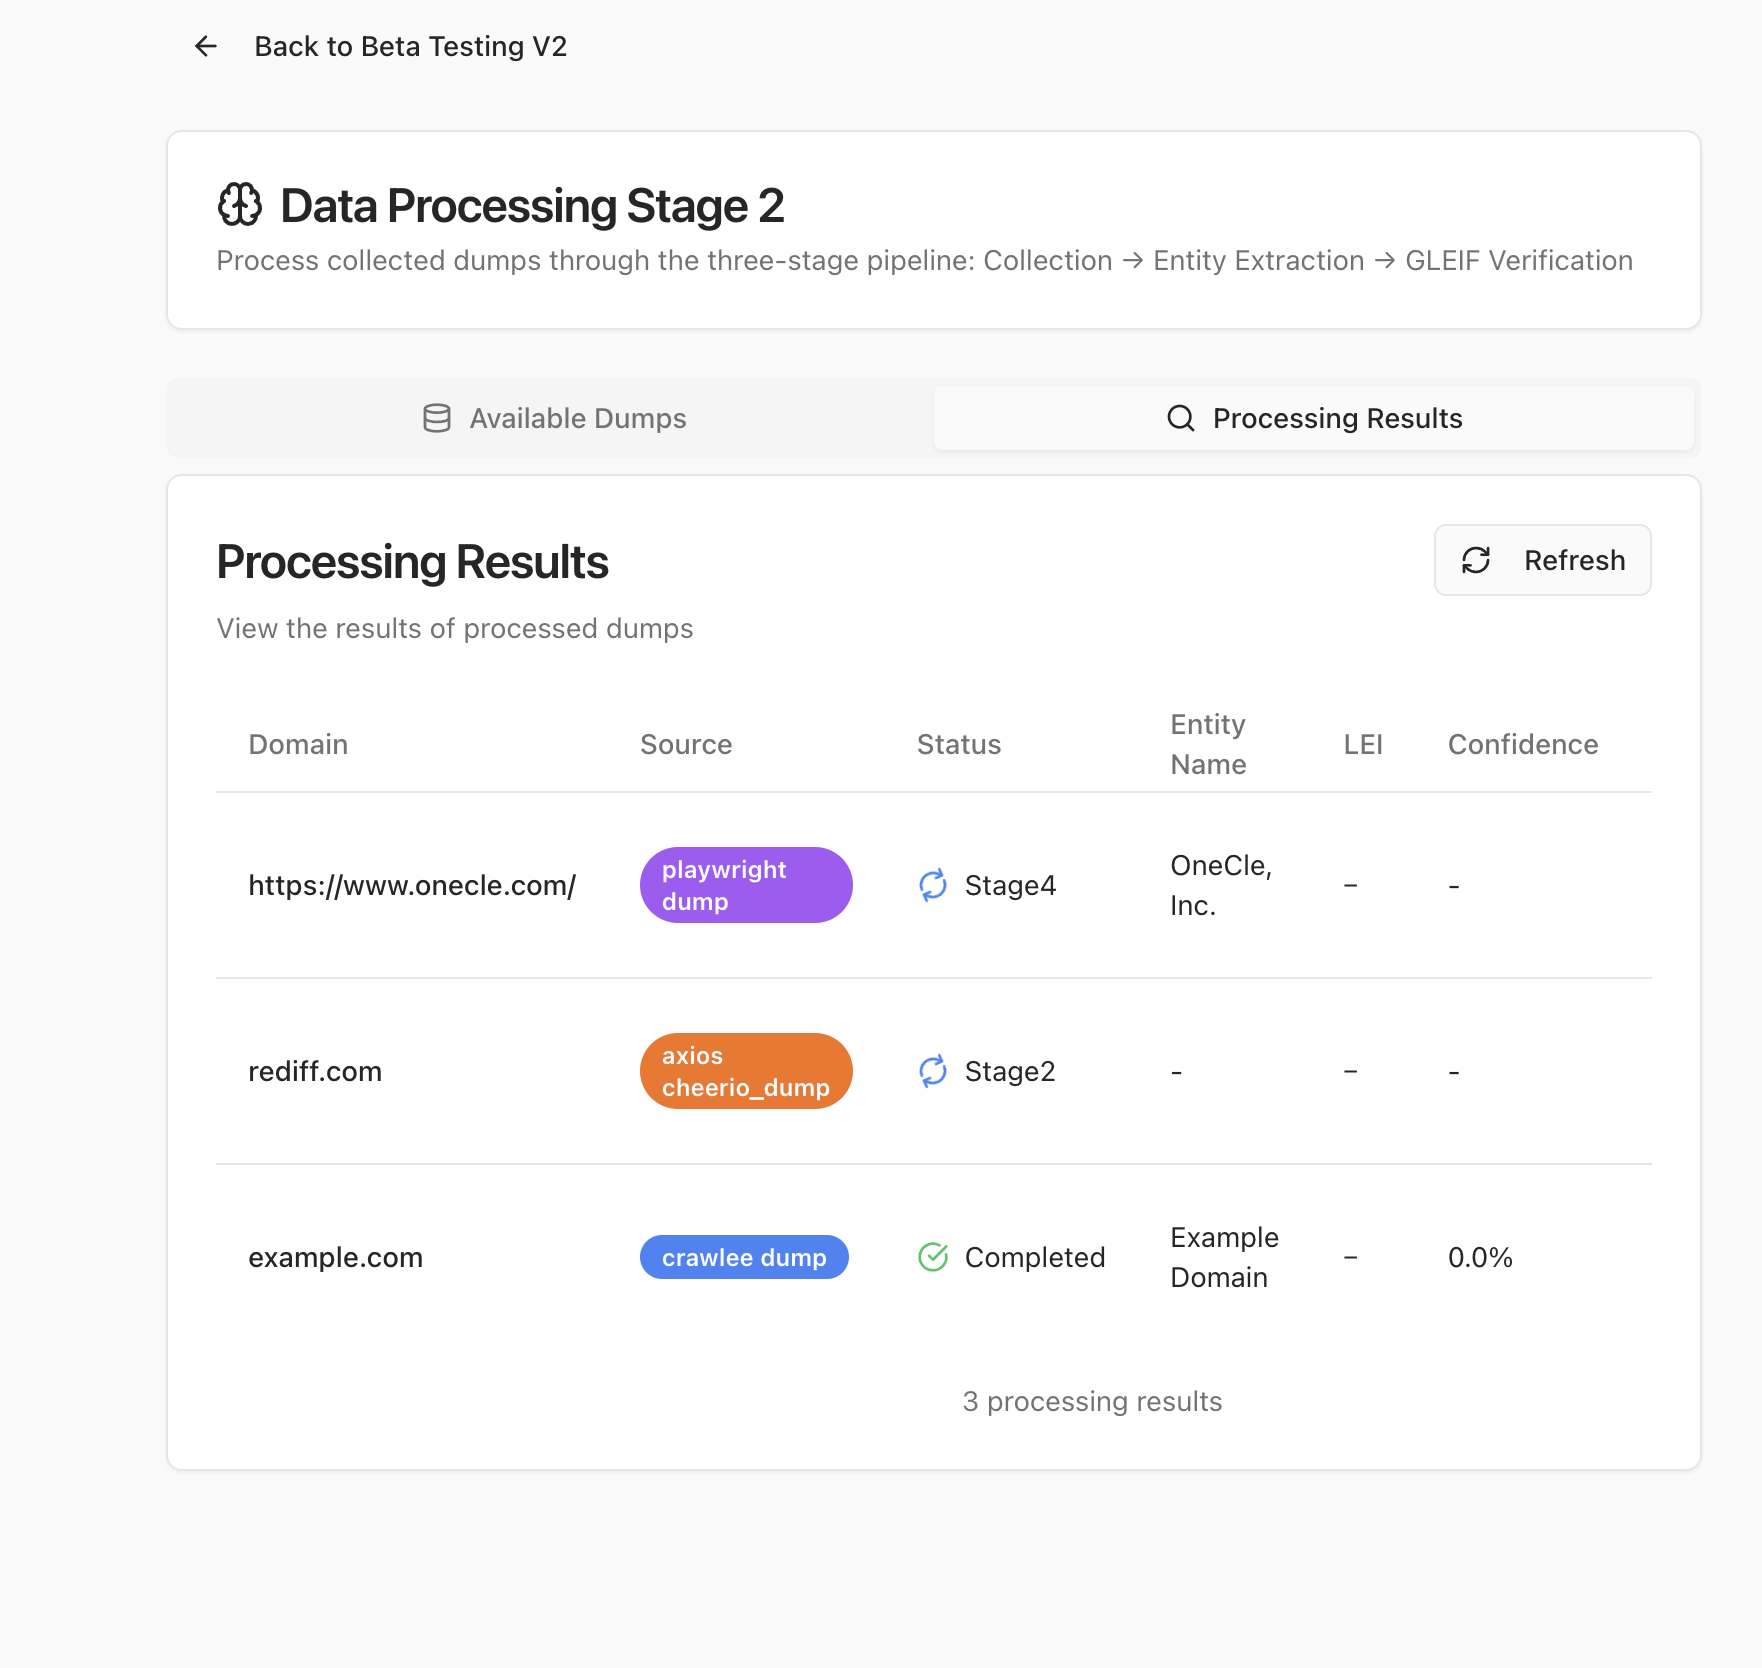 Back to Beta Testing V2
Data Processing Stage 2
Process collected dumps through the three-stage pipeline: Collection → Entity Extraction → GLEIF Verification
Available Dumps
Processing Results
Processing Results
Refresh
View the results of processed dumps
Domain Source Status Entity Name LEI Confidence
https://www.onecle.com/ playwright dump Stage4 OneCle, Inc. – -
rediff.com axios cheerio_dump Stage2 - – -
example.com crawlee dump Completed Example Domain – 0.0%
3 processing results